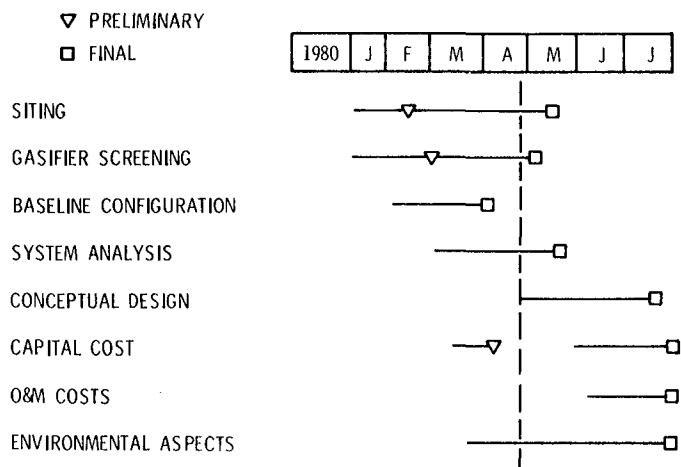 PRELIMINARY
FINAL
1980 J F M A M J J
SITING
GASIFIER SCREENING
BASELINE CONFIGURATION
SYSTEM ANALYSIS
CONCEPTUAL DESIGN
CAPITAL COST
O&M COSTS
ENVIRONMENTAL ASPECTS